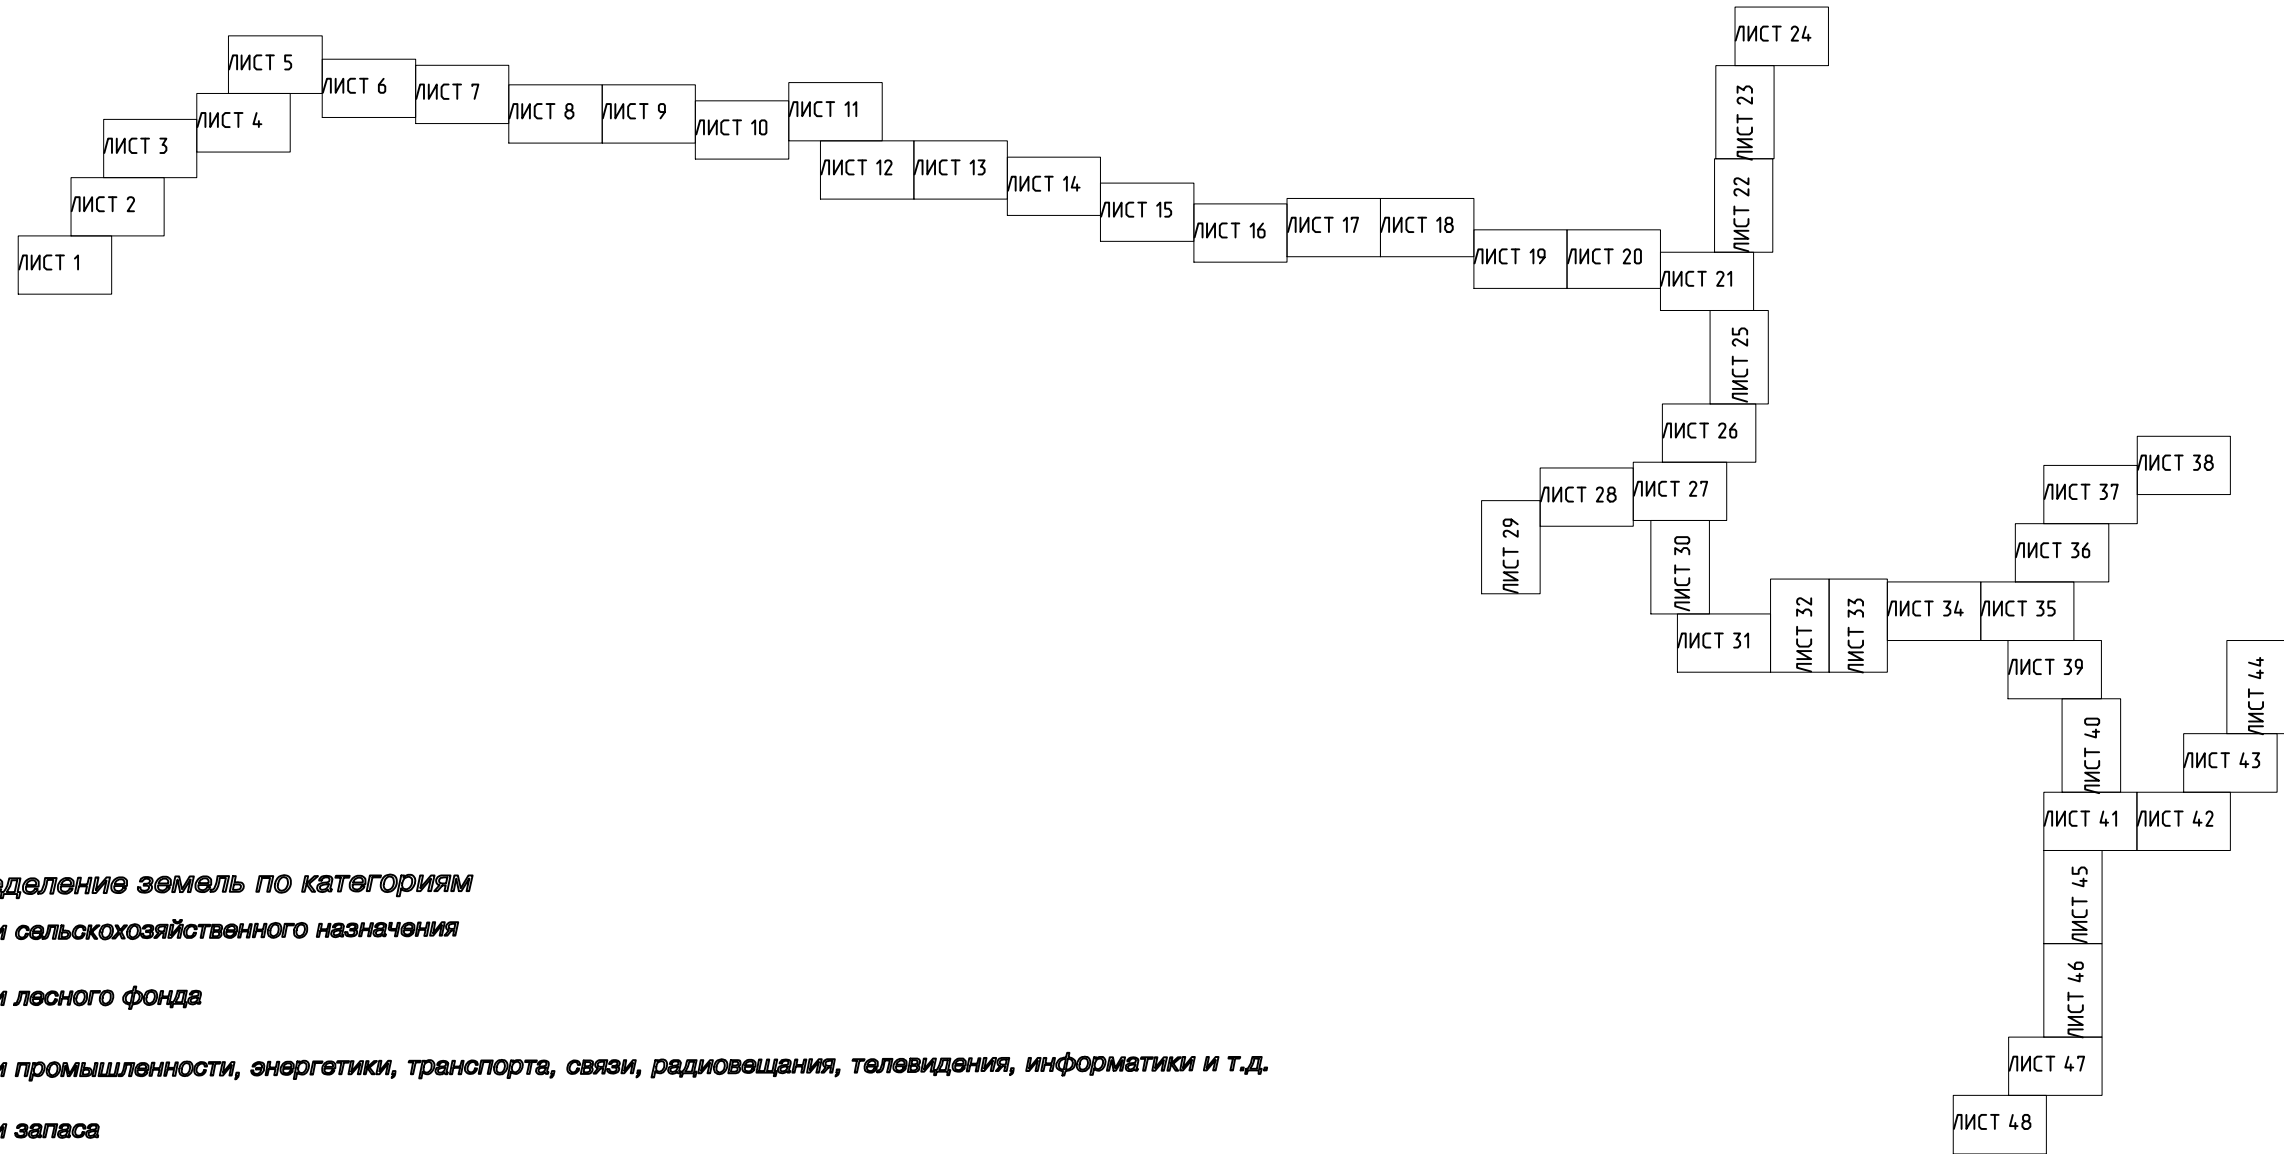 ЛИСТ 1
ЛИСТ 2
ЛИСТ 3
ЛИСТ 4
ЛИСТ 5
ЛИСТ 6
ЛИСТ 7
ЛИСТ 8
ЛИСТ 9
ЛИСТ 10
ЛИСТ 11
ЛИСТ 12
ЛИСТ 13
ЛИСТ 14
ЛИСТ 15
ЛИСТ 16
ЛИСТ 17
ЛИСТ 18
ЛИСТ 19
ЛИСТ 20
ЛИСТ 21
ЛИСТ 22
ЛИСТ 23
ЛИСТ 24
ЛИСТ 25
ЛИСТ 26
ЛИСТ 27
ЛИСТ 28
ЛИСТ 29
ЛИСТ 30
ЛИСТ 31
ЛИСТ 32
ЛИСТ 33
ЛИСТ 34
ЛИСТ 35
ЛИСТ 36
ЛИСТ 37
ЛИСТ 38
ЛИСТ 39
ЛИСТ 40
ЛИСТ 41
ЛИСТ 42
ЛИСТ 43
ЛИСТ 44
ЛИСТ 45
ЛИСТ 46
ЛИСТ 47
ЛИСТ 48
деление земель по категориям
и сельскохозяйственного назначения
и лесного фонда
и промышленности, энергетики, транспорта, связи, радиовещания, телевидения, информатики и т.д.
и запаса